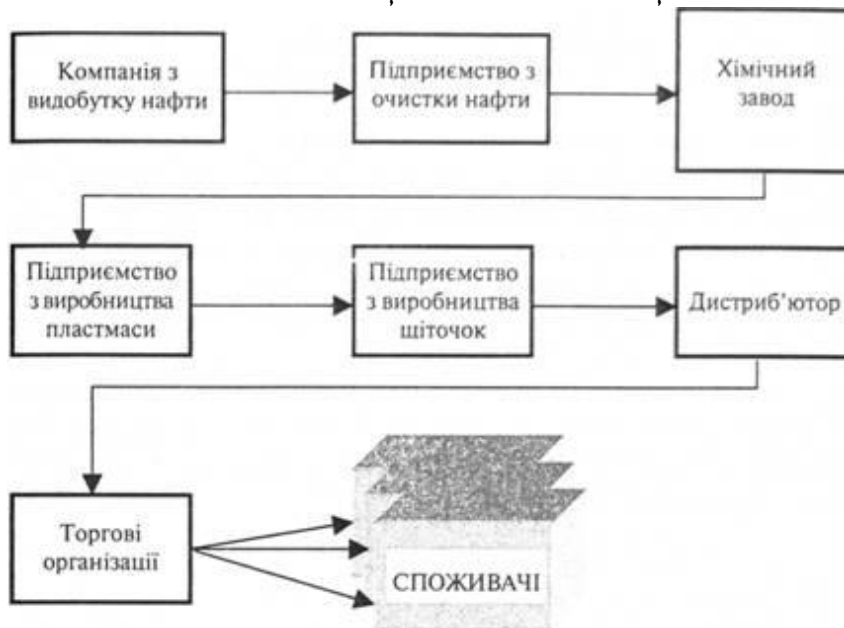 Компанія з
видобутку нафти
Підприємство з
очистки нафти
Хімічний
завод
Підприємство
з виробництва
пластмаси
Підприємство
з виробництва
щіточок
Дистриб’ютор
Торгові
організації
СПОЖИВАЧІ